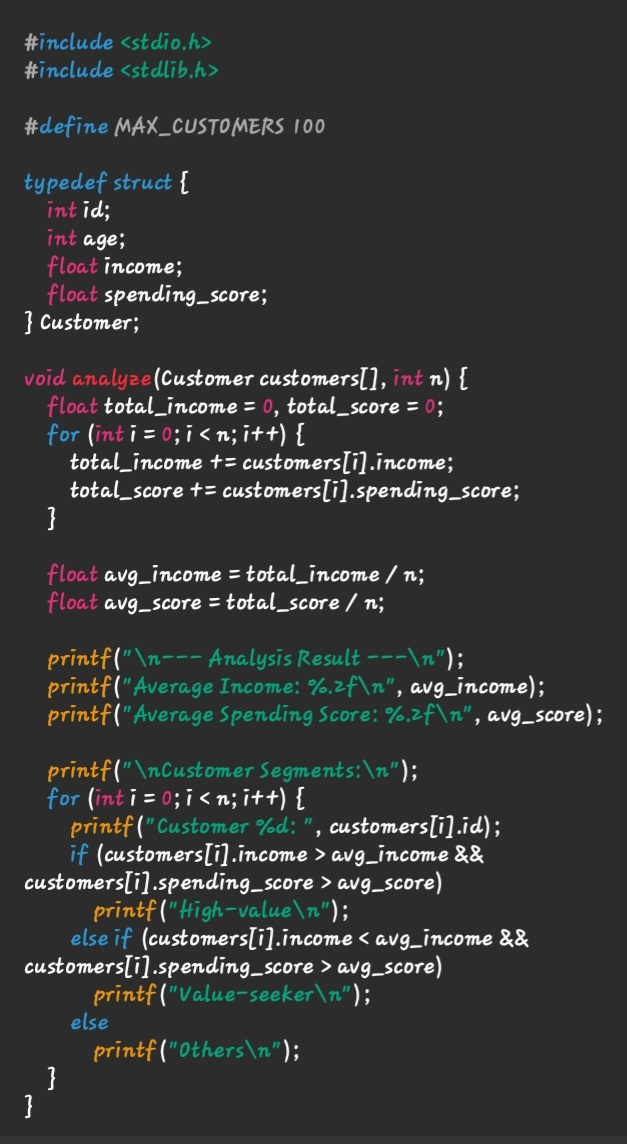 #include <stdio.h>
#include <stdlib.h>

#define MAX_CUSTOMERS 100

typedef struct {
    int id;
    int age;
    float income;
    float spending_score;
} Customer;

void analyze(Customer customers[], int n) {
    float total_income = 0, total_score = 0;
    for (int i = 0; i < n; i++) {
        total_income += customers[i].income;
        total_score += customers[i].spending_score;
    }

    float avg_income = total_income / n;
    float avg_score = total_score / n;

    printf("\n--- Analysis Result ---\n");
    printf("Average Income: %.2f\n", avg_income);
    printf("Average Spending Score: %.2f\n", avg_score);

    printf("\nCustomer Segments:\n");
    for (int i = 0; i < n; i++) {
        printf("Customer %d: ", customers[i].id);
        if (customers[i].income > avg_income &&
customers[i].spending_score > avg_score)
            printf("High-value\n");
        else if (customers[i].income < avg_income &&
customers[i].spending_score > avg_score)
            printf("Value-seeker\n");
        else
            printf("Others\n");
    }
}